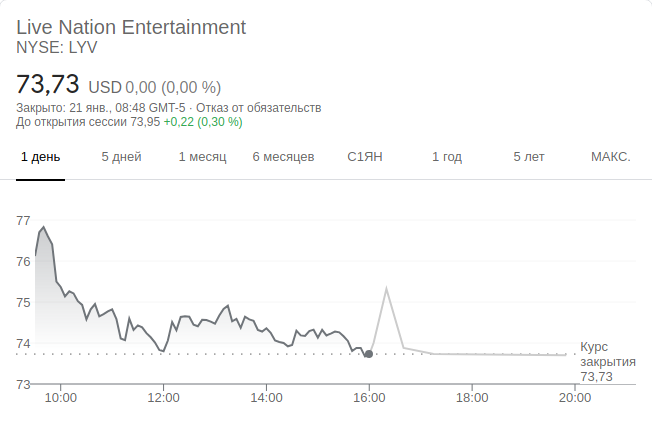 Live Nation Entertainment
NYSE: LYV
73,73 USD 0,00 (0,00 %)
Закрыто: 21 янв., 08:48 GMT-5 · Отказ от обязательств
До открытия сессии 73,95 +0,22 (0,30 %)
1 день 5 дней 1 месяц 6 месяцев С1ЯН 1 год 5 лет МАКС.
77
76
75
74
Курс
закрытия
73,73
73
10:00 12:00 14:00 16:00 18:00 20:00